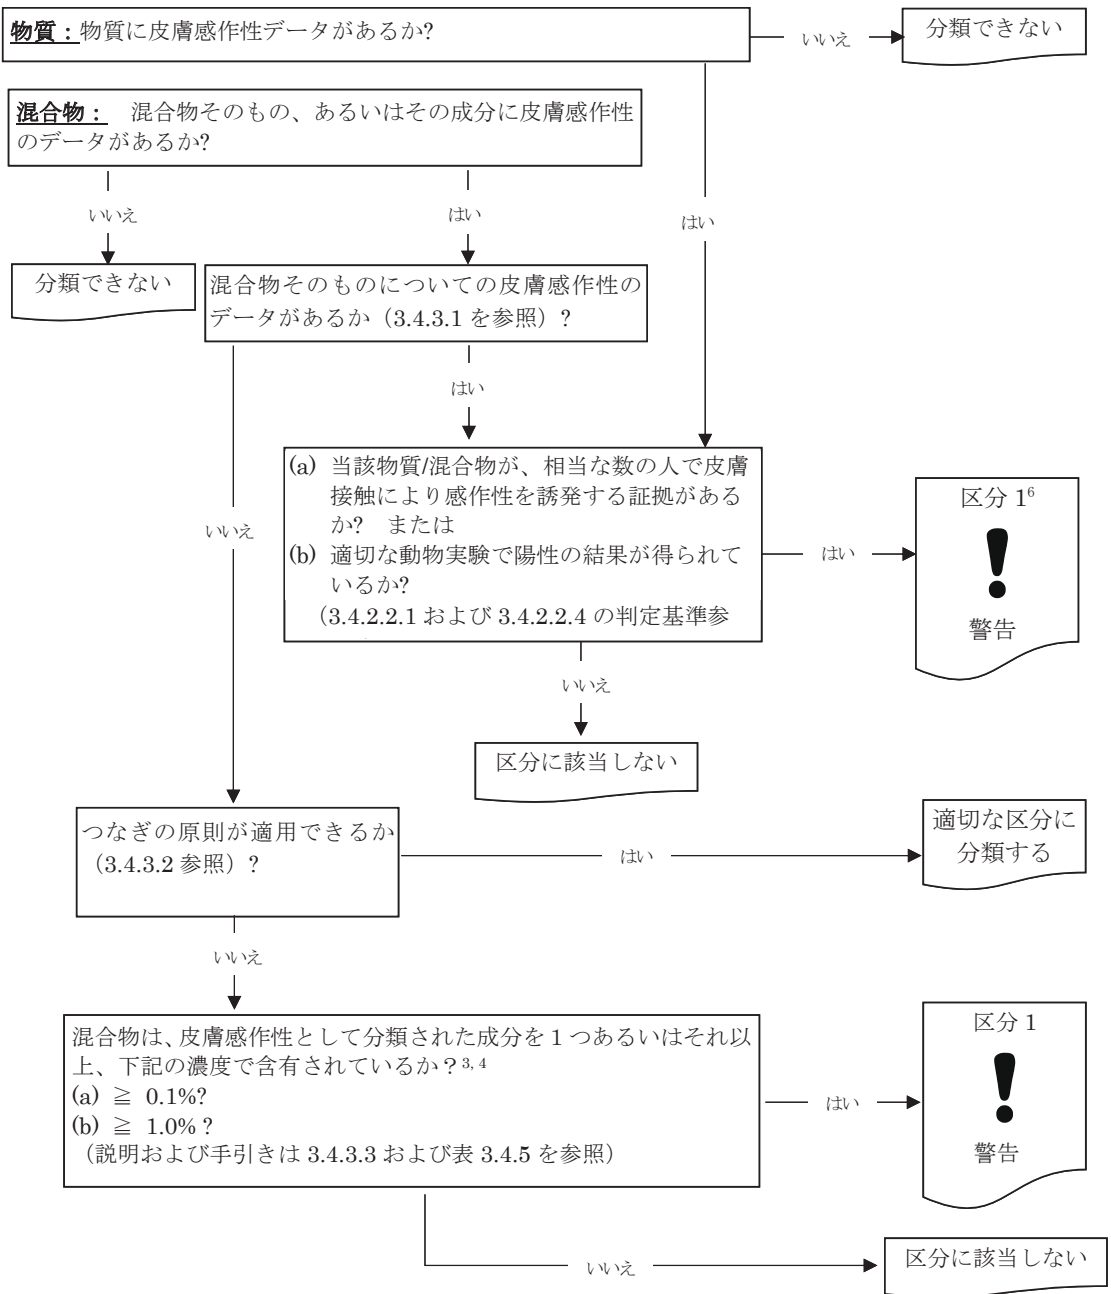 物質：物質に皮膚感作性データがあるか?
いいえ
分類できない
混合物：　混合物そのもの、あるいはその成分に皮膚感作性
のデータがあるか?
いいえ
はい
はい
分類できない
混合物そのものについての皮膚感作性の
データがあるか（3.4.3.1 を参照）?
はい
いいえ
(a) 当該物質/混合物が、相当な数の人で皮膚
接触により感作性を誘発する証拠がある
か?　または
(b) 適切な動物実験で陽性の結果が得られて
いるか?
（3.4.2.2.1 および 3.4.2.2.4 の判定基準参
はい
区分 1⁶
警告
いいえ
区分に該当しない
つなぎの原則が適用できるか
（3.4.3.2 参照）?
はい
適切な区分に
分類する
いいえ
混合物は、皮膚感作性として分類された成分を 1 つあるいはそれ以
上、下記の濃度で含有されているか？³,⁴
(a) ≧ 0.1%?
(b) ≧ 1.0% ?
（説明および手引きは 3.4.3.3 および表 3.4.5 を参照）
はい
区分 1
警告
いいえ
区分に該当しない